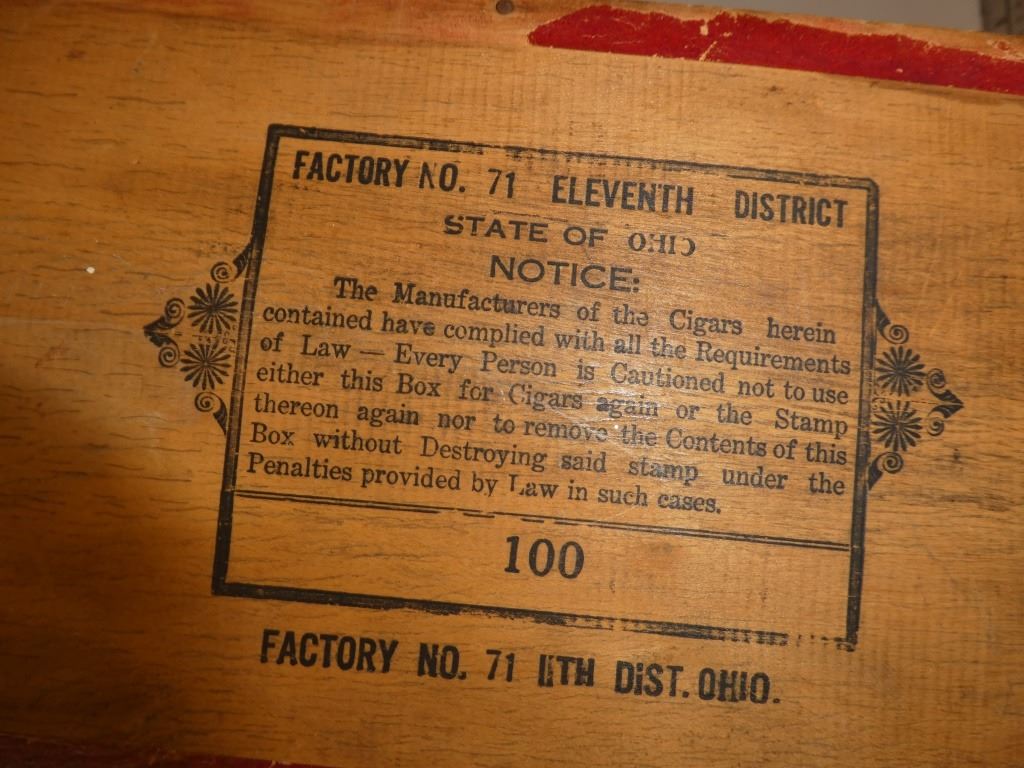 FACTORY NO. 71 ELEVENTH DISTRICT
STATE OF OHIO
NOTICE:
The Manufacturers of the Cigars herein
contained have complied with all the Requirements
of Law — Every Person is Cautioned not to use
either this Box for Cigars again or the Stamp
thereon again nor to remove the Contents of this
Box without Destroying said stamp under the
Penalties provided by Law in such cases.
100
FACTORY NO. 71 11TH DIST. OHIO.